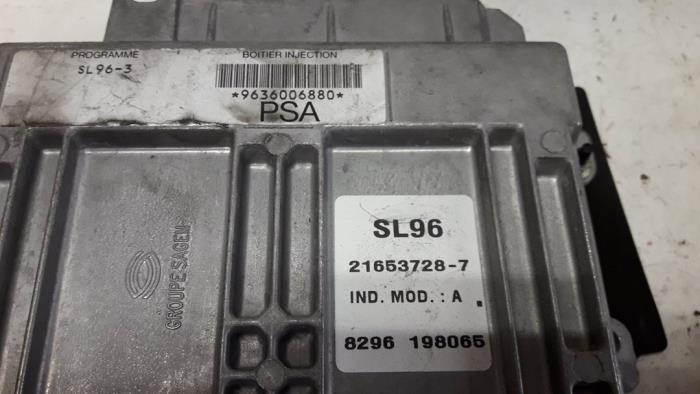 PROGRAMME
SL96-3
BOITIER INJECTION
*9636006880*
PSA
GROUPE SAGEM
SL96
21653728-7
IND. MOD. : A .
8296 198065